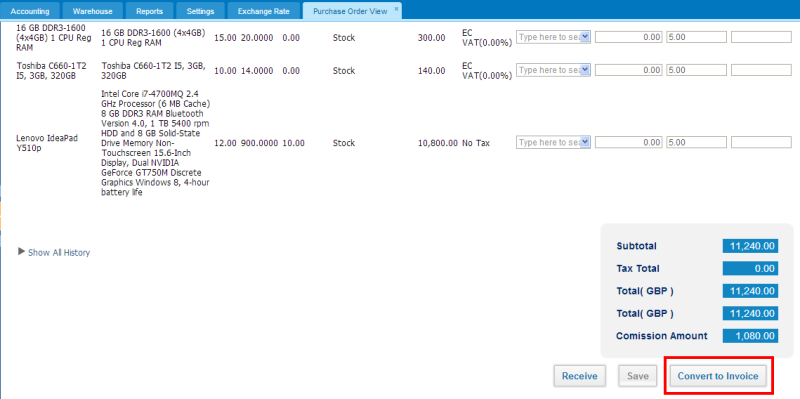 Accounting Warehouse Reports Settings Exchange Rate Purchase Order View ×
16 GB DDR3-1600 (4x4GB) 1 CPU Reg RAM 16 GB DDR3-1600 (4x4GB) 1 CPU Reg RAM 15.00 20.0000 0.00 Stock 300.00 EC VAT(0.00%) Type here to sea 0.00 5.00
Toshiba C660-1T2 I5, 3GB, 320GB Toshiba C660-1T2 I5, 3GB, 320GB 10.00 14.0000 0.00 Stock 140.00 EC VAT(0.00%) Type here to sea 0.00 5.00
Lenovo IdeaPad Y510p Intel Core i7-4700MQ 2.4 GHz Processor (6 MB Cache) 8 GB DDR3 RAM Bluetooth Version 4.0, 1 TB 5400 rpm HDD and 8 GB Solid-State Drive Memory Non-Touchscreen 15.6-Inch Display, Dual NVIDIA GeForce GT750M Discrete Graphics Windows 8, 4-hour battery life 12.00 900.0000 10.00 Stock 10,800.00 No Tax Type here to sea 0.00 5.00
Show All History
Subtotal 11,240.00
Tax Total 0.00
Total( GBP ) 11,240.00
Total( GBP ) 11,240.00
Comission Amount 1,080.00
Receive Save Convert to Invoice